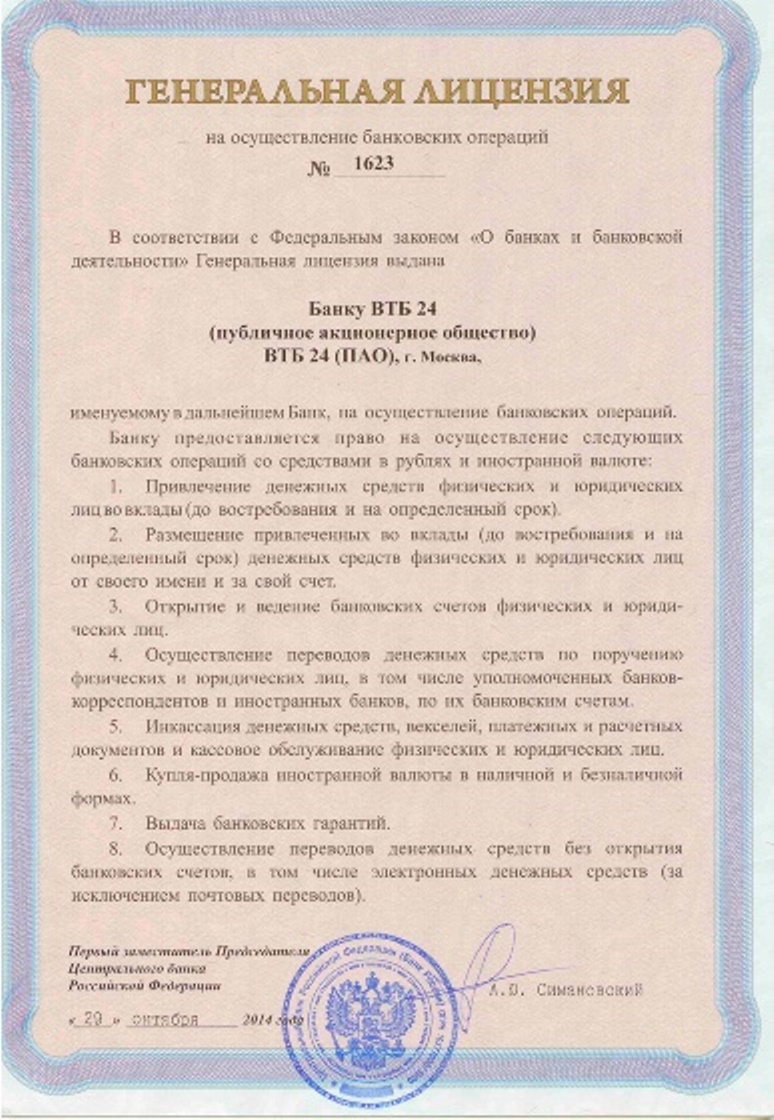 ГЕНЕРАЛЬНАЯ ЛИЦЕНЗИЯ
на осуществление банковских операций
№ 1623
В соответствии с Федеральным законом «О банках и банковской
деятельности» Генеральная лицензия выдана
Банку ВТБ 24
(публичное акционерное общество)
ВТБ 24 (ПАО), г. Москва,
именуемому в дальнейшем Банк, на осуществление банковских операций.
Банку предоставляется право на осуществление следующих
банковских операций со средствами в рублях и иностранной валюте:
1. Привлечение денежных средств физических и юридических
лиц во вклады (до востребования и на определенный срок).
2. Размещение привлеченных во вклады (до востребования и на
определенный срок) денежных средств физических и юридических лиц
от своего имени и за свой счет.
3. Открытие и ведение банковских счетов физических и юриди-
ческих лиц.
4. Осуществление переводов денежных средств по поручению
физических и юридических лиц, в том числе уполномоченных банков-
корреспондентов и иностранных банков, по их банковским счетам.
5. Инкассация денежных средств, векселей, платежных и расчетных
документов и кассовое обслуживание физических и юридических лиц.
6. Купля-продажа иностранной валюты в наличной и безналичной
формах.
7. Выдача банковских гарантий.
8. Осуществление переводов денежных средств без открытия
банковских счетов, в том числе электронных денежных средств (за
исключением почтовых переводов).
Первый заместитель Председателя
Центрального банка
Российской Федерации
А.Ю. Симановский
« 29 » октября 2014 года